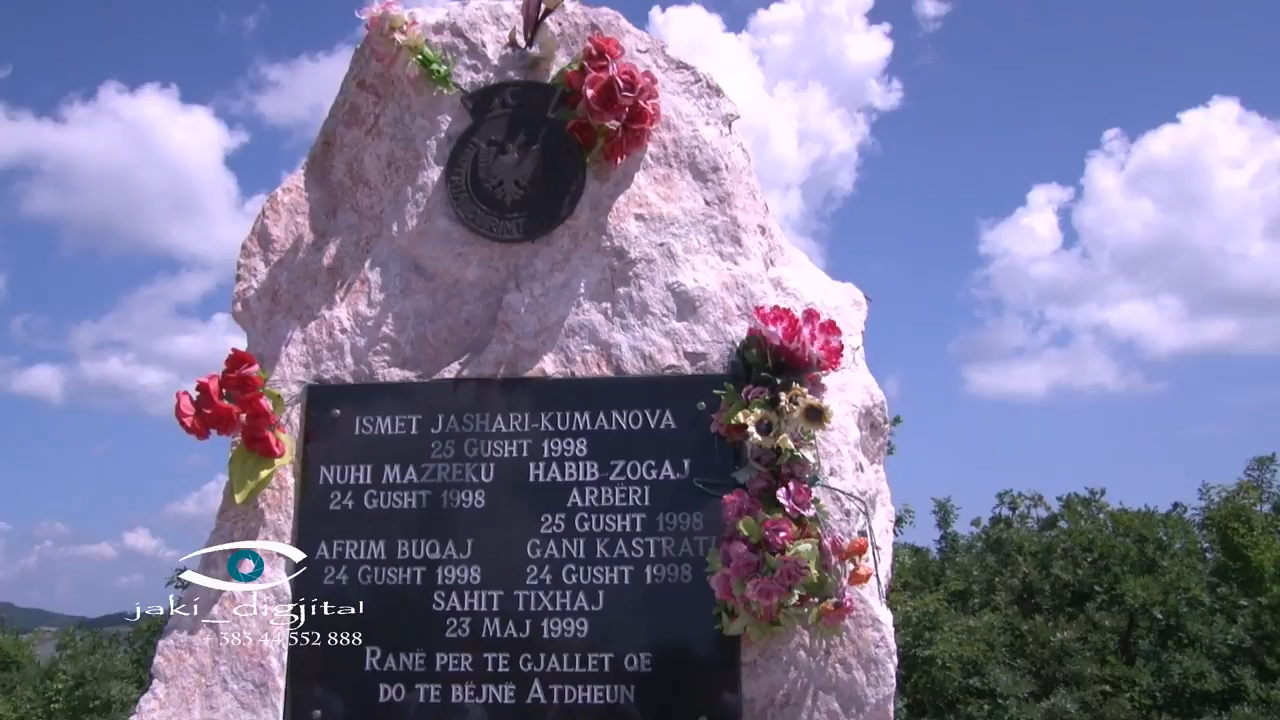 ISMET JASHARI-KUMANOVA
25 GUSHT 1998
NUHI MAZREKU
24 GUSHT 1998
HABIB ZOGAJ
ARBËRI
25 GUSHT 1998
AFRIM BUQAJ
24 GUSHT 1998
GANI KASTRATI
24 GUSHT 1998
SAHIT TIXHAJ
23 MAJ 1999
RANË PER TE GJALLET QE
DO TE BËJNË ATDHEUN
jaki_digjital
+ 383 44 552 888